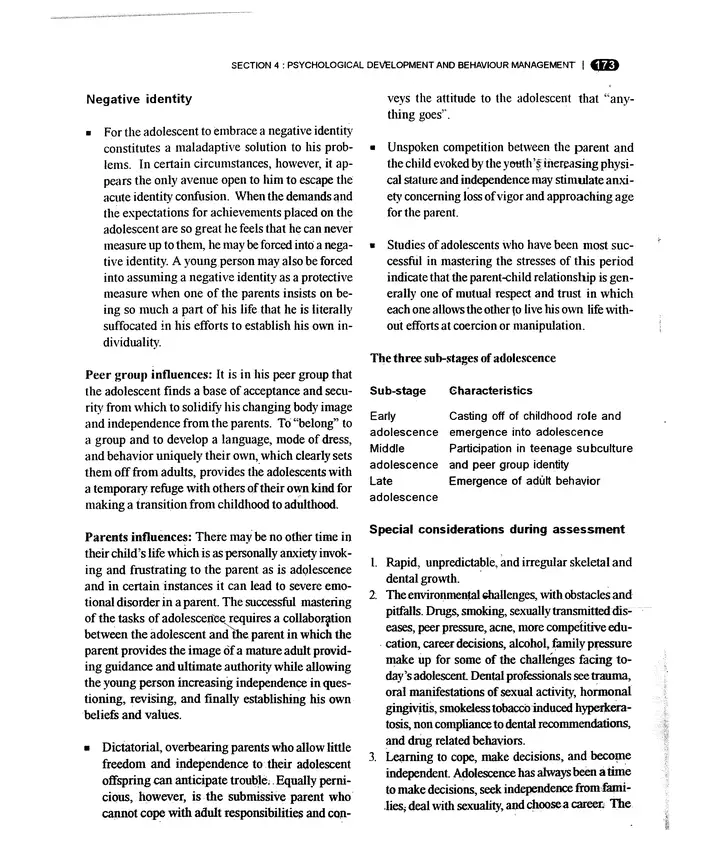 SECTION 4 : PSYCHOLOGICAL DEVELOPMENT AND BEHAVIOUR MANAGEMENT | 173
Negative identity
▪ For the adolescent to embrace a negative identity
constitutes a maladaptive solution to his prob-
lems. In certain circumstances, however, it ap-
pears the only avenue open to him to escape the
acute identity confusion. When the demands and
the expectations for achievements placed on the
adolescent are so great he feels that he can never
measure up to them, he may be forced into a nega-
tive identity. A young person may also be forced
into assuming a negative identity as a protective
measure when one of the parents insists on be-
ing so much a part of his life that he is literally
suffocated in his efforts to establish his own in-
dividuality.
Peer group influences: It is in his peer group that
the adolescent finds a base of acceptance and secu-
rity from which to solidify his changing body image
and independence from the parents. To "belong" to
a group and to develop a language, mode of dress,
and behavior uniquely their own, which clearly sets
them off from adults, provides the adolescents with
a temporary refuge with others of their own kind for
making a transition from childhood to adulthood.
Parents influences: There may be no other time in
their child's life which is as personally anxiety invok-
ing and frustrating to the parent as is adolescence
and in certain instances it can lead to severe emo-
tional disorder in a parent. The successful mastering
of the tasks of adolescence requires a collaboration
between the adolescent and the parent in which the
parent provides the image of a mature adult provid-
ing guidance and ultimate authority while allowing
the young person increasing independence in ques-
tioning, revising, and finally establishing his own
beliefs and values.
▪ Dictatorial, overbearing parents who allow little
freedom and independence to their adolescent
offspring can anticipate trouble. Equally perni-
cious, however, is the submissive parent who
cannot cope with adult responsibilities and con-
veys the attitude to the adolescent that "any-
thing goes".
▪ Unspoken competition between the parent and
the child evoked by the youth's increasing physi-
cal stature and independence may stimulate anxi-
ety concerning loss of vigor and approaching age
for the parent.
▪ Studies of adolescents who have been most suc-
cessful in mastering the stresses of this period
indicate that the parent-child relationship is gen-
erally one of mutual respect and trust in which
each one allows the other to live his own life with-
out efforts at coercion or manipulation.
The three sub-stages of adolescence
Sub-stage Characteristics
Early Casting off of childhood role and
adolescence emergence into adolescence
Middle Participation in teenage subculture
adolescence and peer group identity
Late Emergence of adult behavior
adolescence
Special considerations during assessment
1. Rapid, unpredictable, and irregular skeletal and
dental growth.
2. The environmental challenges, with obstacles and
pitfalls. Drugs, smoking, sexually transmitted dis-
eases, peer pressure, acne, more competitive edu-
cation, career decisions, alcohol, family pressure
make up for some of the challenges facing to-
day's adolescent. Dental professionals see trauma,
oral manifestations of sexual activity, hormonal
gingivitis, smokeless tobacco induced hyperkera-
tosis, non compliance to dental recommendations,
and drug related behaviors.
3. Learning to cope, make decisions, and become
independent. Adolescence has always been a time
to make decisions, seek independence from fami-
lies, deal with sexuality, and choose a career. The